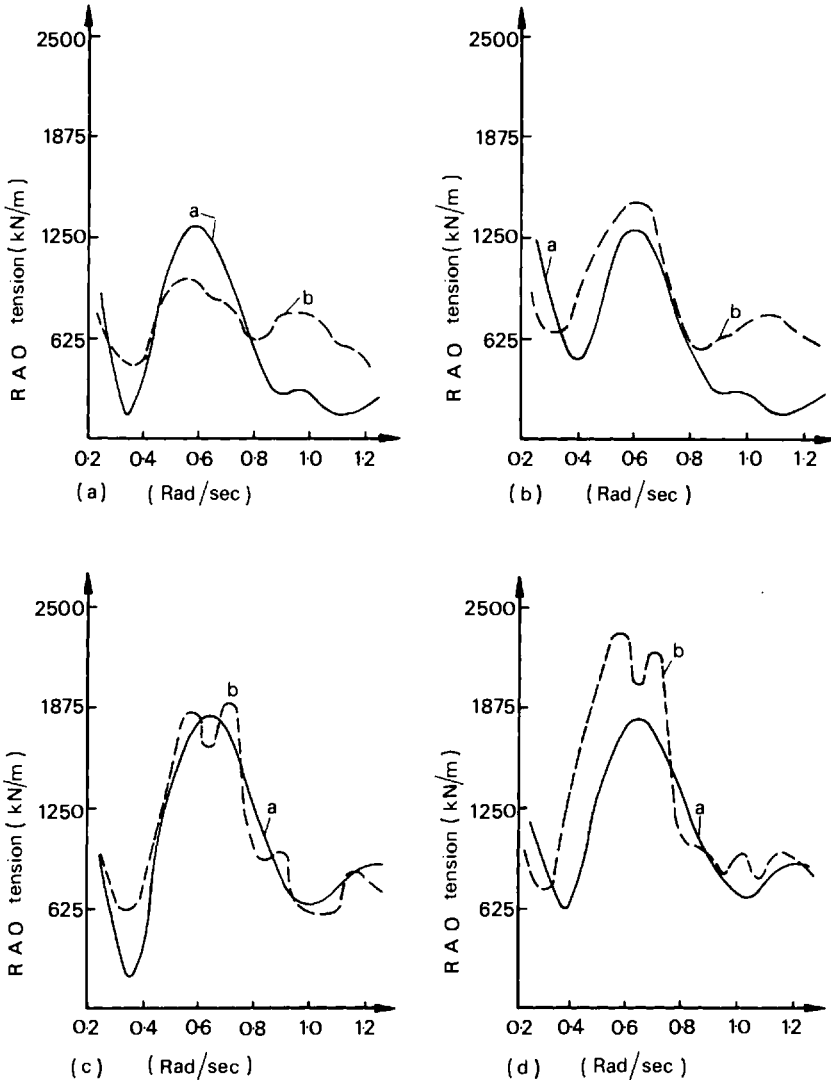 2500
1875
1250
625
RAO tension (kN/m)
a
b
0·2 0·4 0·6 0·8 1·0 1·2
(a) (Rad/sec)
2500
1875
1250
625
RAO tension (kN/m)
a
b
0·2 0·4 0·6 0·8 1·0 1·2
(b) (Rad/sec)
2500
1875
1250
625
RAO tension (kN/m)
b
a
0·2 0·4 0·6 0·8 1·0 1·2
(c) (Rad/sec)
2500
1875
1250
625
RAO tension (kN/m)
b
a
0·2 0·4 0·6 0·8 1·0 1·2
(d) (Rad/sec)